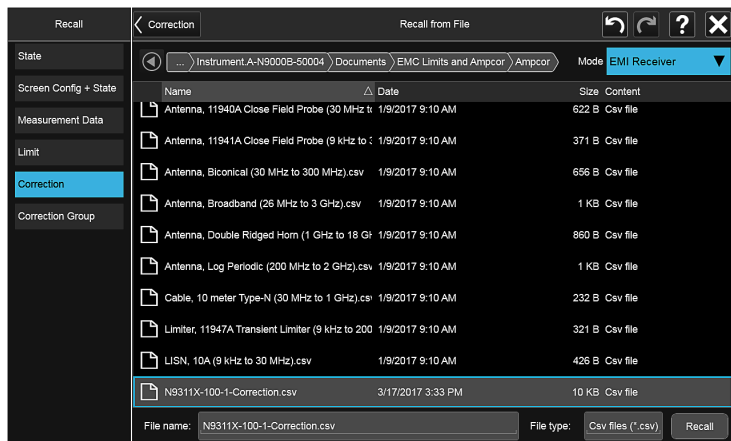 Recall
Correction
Recall from File
?
State
... Instrument.A-N9000B-50004 Documents EMC Limits and Ampcor Ampcor
Mode EMI Receiver
Screen Config + State
Measurement Data
Limit
Correction
Correction Group
Name Date Size Content
Antenna, 11940A Close Field Probe (30 MHz to 1/9/2017 9:10 AM 622 B Csv file
Antenna, 11941A Close Field Probe (9 kHz to 1/9/2017 9:10 AM 371 B Csv file
Antenna, Biconical (30 MHz to 300 MHz).csv 1/9/2017 9:10 AM 656 B Csv file
Antenna, Broadband (26 MHz to 3 GHz).csv 1/9/2017 9:10 AM 1 KB Csv file
Antenna, Double Ridged Horn (1 GHz to 18 GH 1/9/2017 9:10 AM 860 B Csv file
Antenna, Log Periodic (200 MHz to 2 GHz).csv 1/9/2017 9:10 AM 1 KB Csv file
Cable, 10 meter Type-N (30 MHz to 1 GHz).csv 1/9/2017 9:10 AM 232 B Csv file
Limiter, 11947A Transient Limiter (9 kHz to 200 1/9/2017 9:10 AM 321 B Csv file
LISN, 10A (9 kHz to 30 MHz).csv 1/9/2017 9:10 AM 426 B Csv file
N9311X-100-1-Correction.csv 3/17/2017 3:33 PM 10 KB Csv file
File name: N9311X-100-1-Correction.csv File type: Csv files (*.csv) Recall